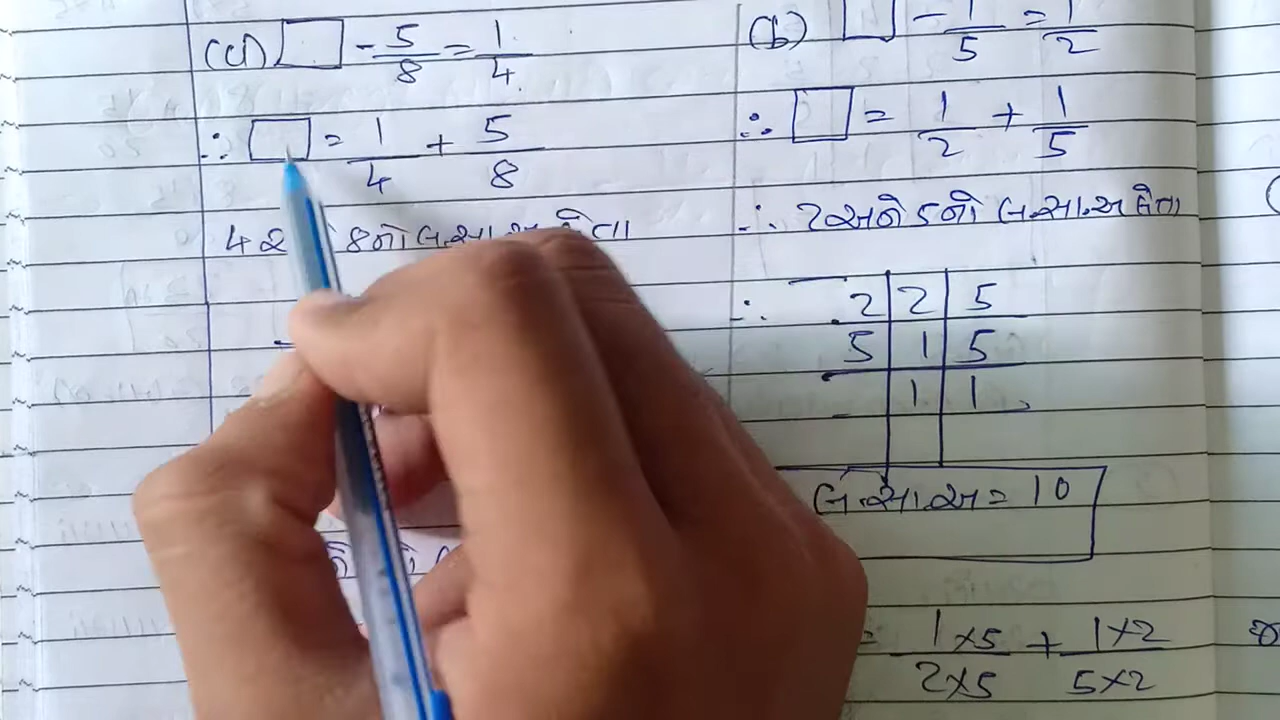 (a) □ - 5/8 = 1/4
∴ □ = 1/4 + 5/8
8નો લ.સા.અ
(b) □ - 1/5 = 1/2
∴ □ = 1/2 + 1/5
∴ 2અને 5નો લ.સા.અ લેતા
∴ 2 | 2 | 5
5 | 1 | 5
| 1 | 1
લ.સા.અ = 10
= 1×5/2×5 + 1×2/5×2